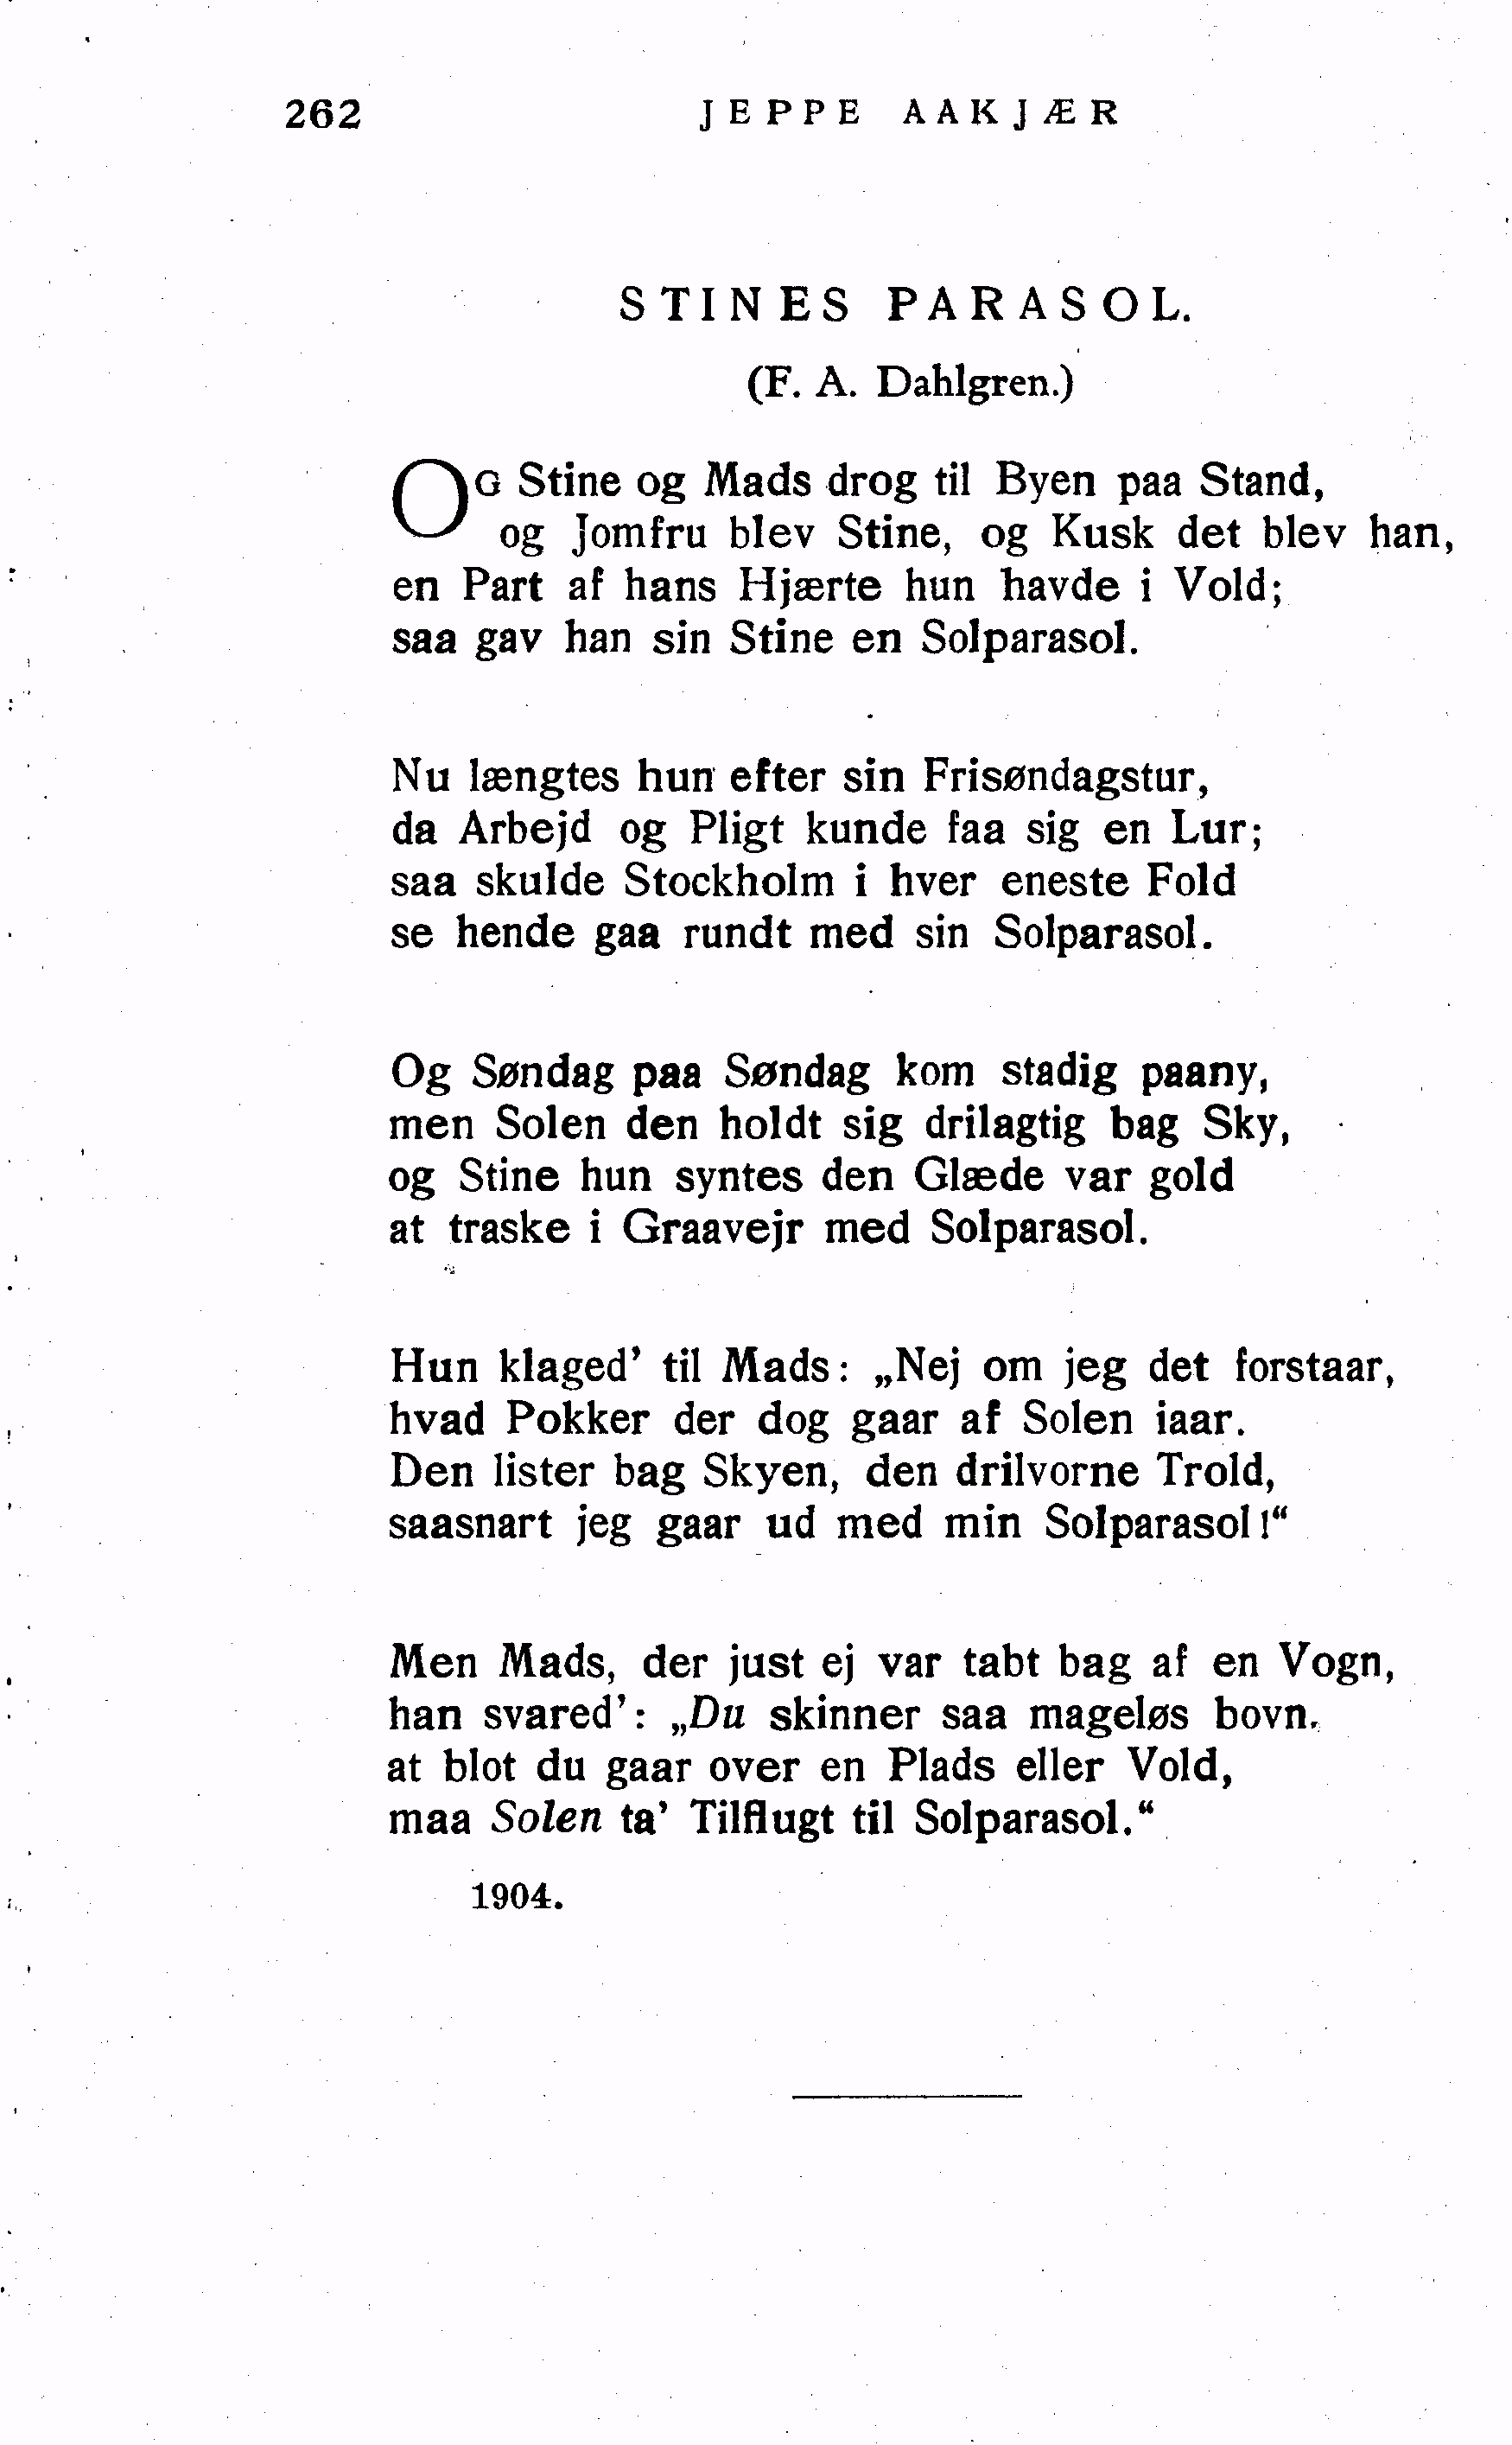 262 JEPPE AAKJÆR
STINES PARASOL.
(F. A. Dahlgren.)
OG Stine og Mads drog til Byen paa Stand,
og Jomfru blev Stine, og Kusk det blev han,
en Part af hans Hjærte hun havde i Vold;
saa gav han sin Stine en Solparasol.
Nu længtes hun efter sin Frisøndagstur,
da Arbejd og Pligt kunde faa sig en Lur;
saa skulde Stockholm i hver eneste Fold
se hende gaa rundt med sin Solparasol.
Og Søndag paa Søndag kom stadig paany,
men Solen den holdt sig drilagtig bag Sky,
og Stine hun syntes den Glæde var gold
at traske i Graavejr med Solparasol.
Hun klaged' til Mads: „Nej om jeg det forstaar,
hvad Pokker der dog gaar af Solen iaar.
Den lister bag Skyen, den drilvorne Trold,
saasnart jeg gaar ud med min Solparasol!“
Men Mads, der just ej var tabt bag af en Vogn,
han svared': „Du skinner saa mageløs bovn,
at blot du gaar over en Plads eller Vold,
maa Solen ta' Tilflugt til Solparasol.“
1904.